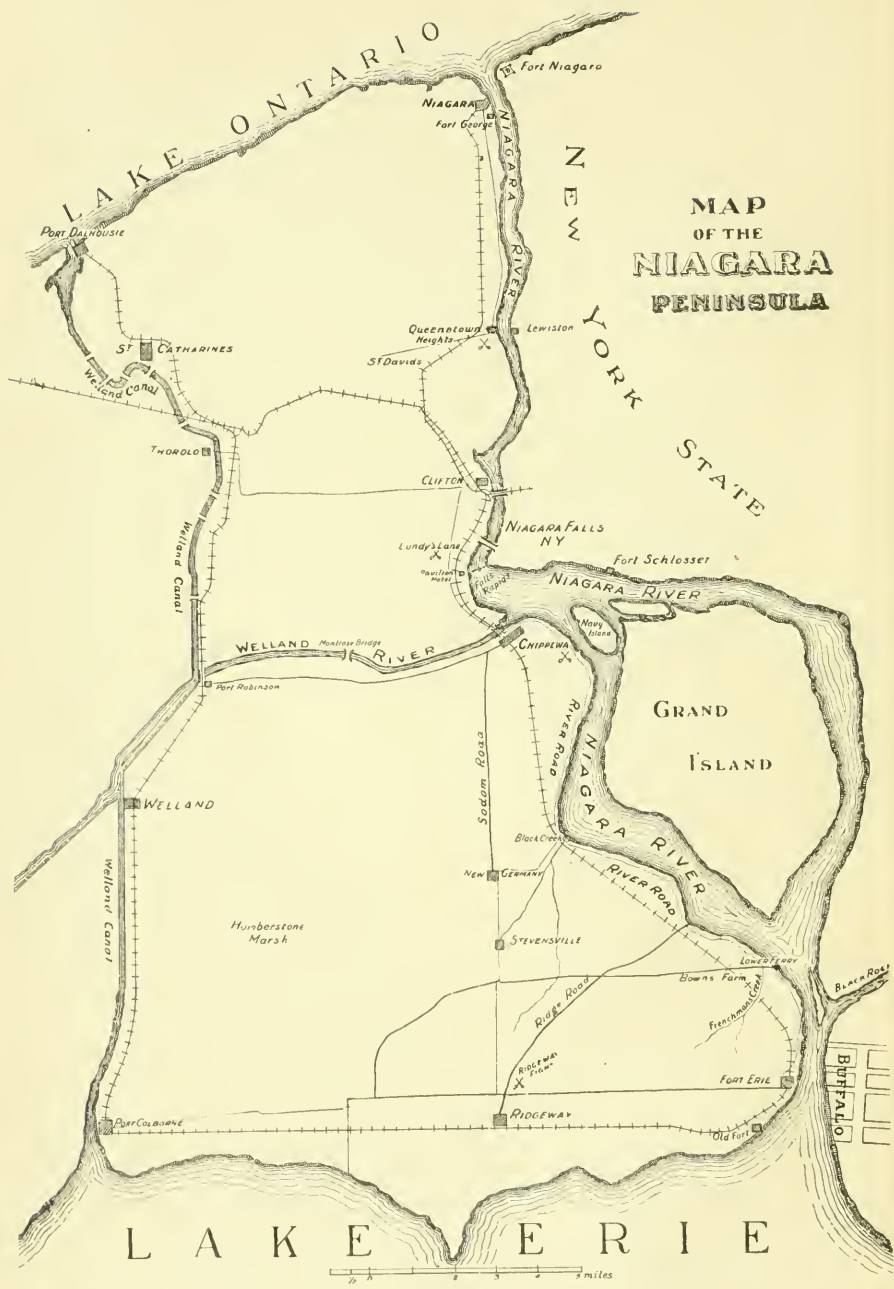 LAKE ONTARIO
Fort Niagara
NIAGARA
Fort George
NIAGARA RIVER
NEW YORK STATE
MAP
OF THE
NIAGARA
PENINSULA
PORT DALHOUSIE
QUEENSTOWN
Heights
Lewiston
ST CATHARINES
St Davids
Welland Canal
THOROLD
CLIFTON
Welland Canal
NIAGARA FALLS
NY
Lundy's Lane
Pavilion
Hotel
Falls
Rapids
Fort Schlosser
NIAGARA RIVER
Navy
Island
WELLAND RIVER
Montrose Bridge
CHIPPEWA
Port Robinson
GRAND
ISLAND
RIVER ROAD
NIAGARA RIVER
Sodom Road
WELLAND
Black Creek
Welland Canal
NEW GERMANY
RIVER ROAD
Humberstone
Marsh
STEVENSVILLE
LOWER FERRY
Bowns Farm
Ridge Road
Frenchmans Creek
BLACK ROCK
RIDGEWAY
FIGHT
FORT ERIE
BUFFALO
PORT COLBORNE
RIDGEWAY
Old Fort
LAKE ERIE
2 3 4 5 miles